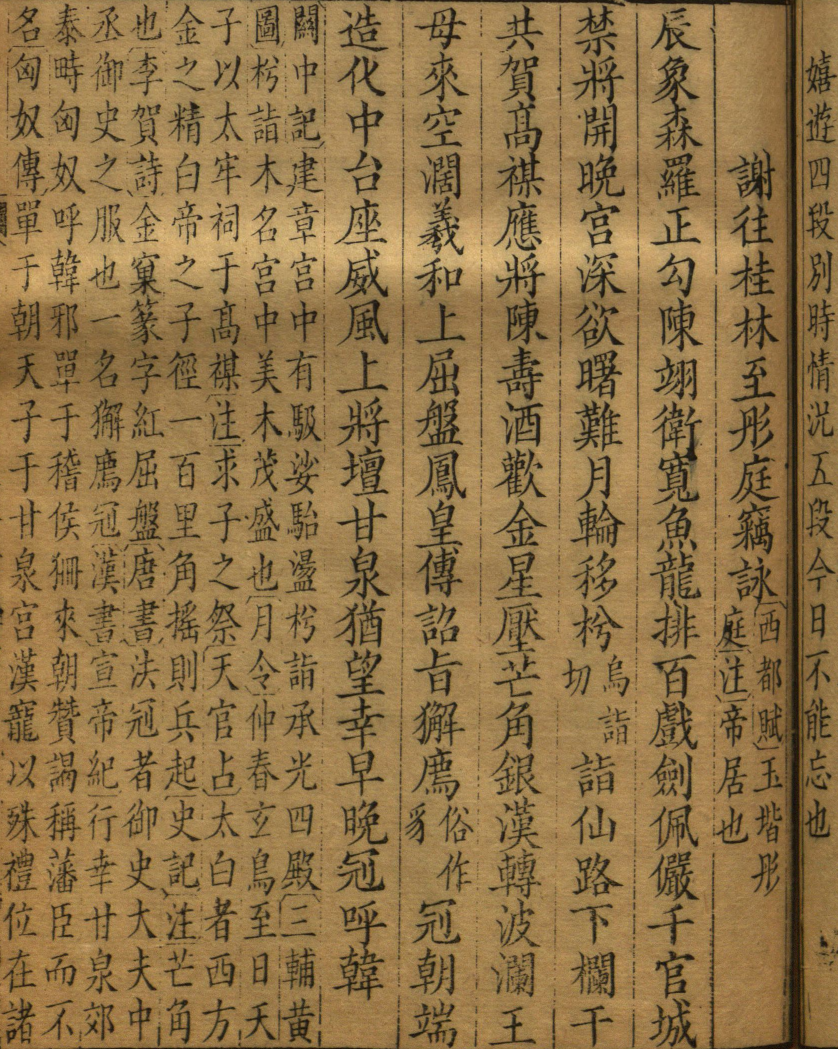 嬉遊四段別時情況五段今日不能忘也
謝往桂林至彤庭竊詠西都賦玉堦彤
庭注帝居也
辰象森羅正勾陳翊衛寬魚龍排百戲劍佩儼千官城
禁將開晚宮深欲曙難月輪移枍烏詣
切詣仙路下欄干
共賀高禖應將陳壽酒歡金星壓芒角銀漢轉波瀾王
母來空濶羲和上屈盤鳳皇傳詔旨獬廌俗作
豸冠朝端
造化中台座威風上將壇甘泉猶望幸早晚冠呼韓
關中記建章宮中有馺娑駘盪枍詣承光四殿三輔黃
圖枍詣木名宮中美木茂盛也月令仲春玄鳥至日天
子以太牢祠于高禖注求子之祭天官占太白者西方
金之精白帝之子徑一百里角搖則兵起史記注芒角
也李賀詩金窠篆字紅屈盤唐書法冠者御史大夫中
丞御史之服也一名獬廌冠漢書宣帝紀行幸甘泉郊
泰畤匈奴呼韓邪單于稽侯狦來朝贊謁稱藩臣而不
名匈奴傳單于朝天子于甘泉宮漢寵以殊禮位在諸